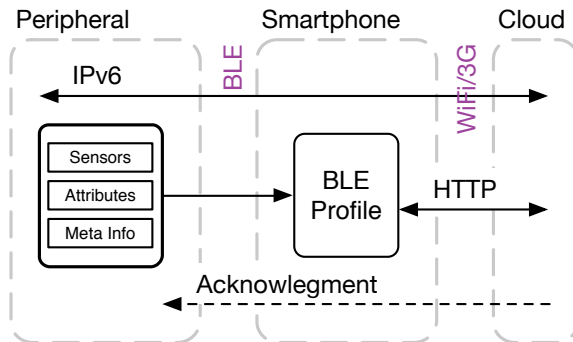 Peripheral
Smartphone
Cloud
IPv6
BLE
WiFi/3G
Sensors
Attributes
Meta Info
BLE
Profile
HTTP
Acknowlegment